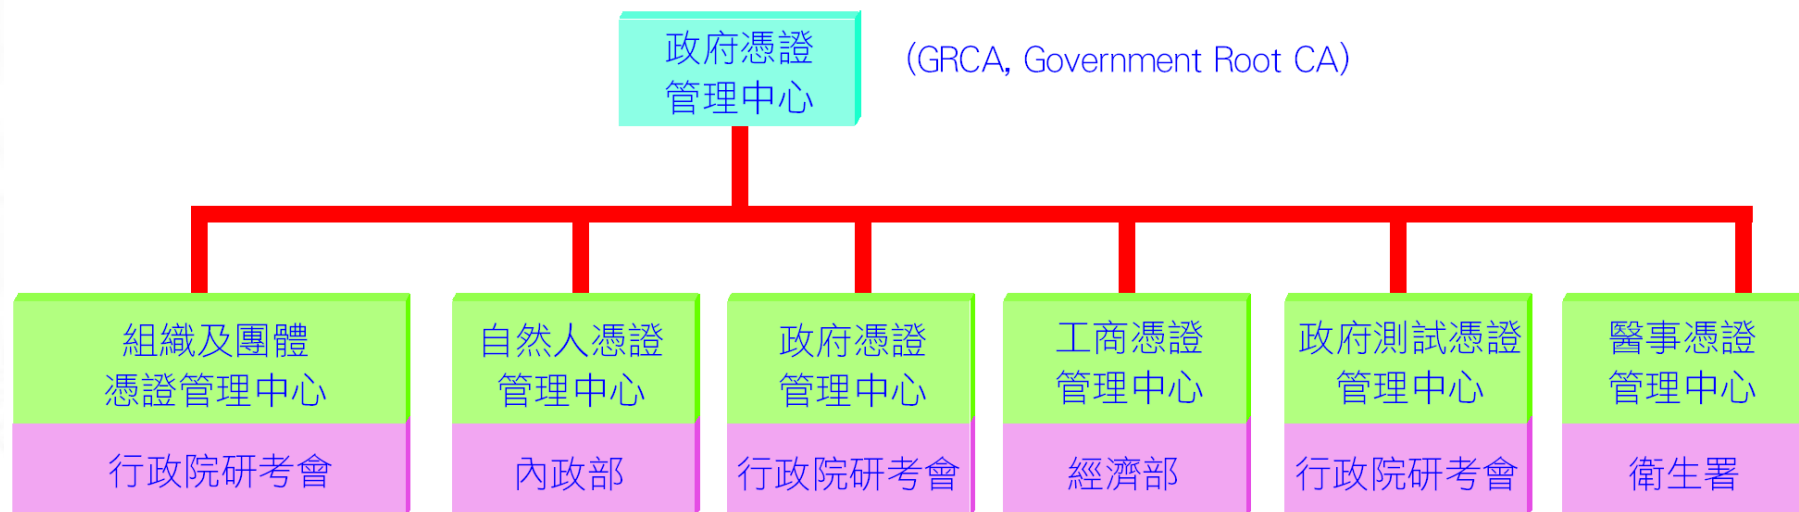 政府憑證
管理中心
(GRCA, Government Root CA)
組織及團體
憑證管理中心
行政院研考會
自然人憑證
管理中心
內政部
政府憑證
管理中心
行政院研考會
工商憑證
管理中心
經濟部
政府測試憑證
管理中心
行政院研考會
醫事憑證
管理中心
衛生署